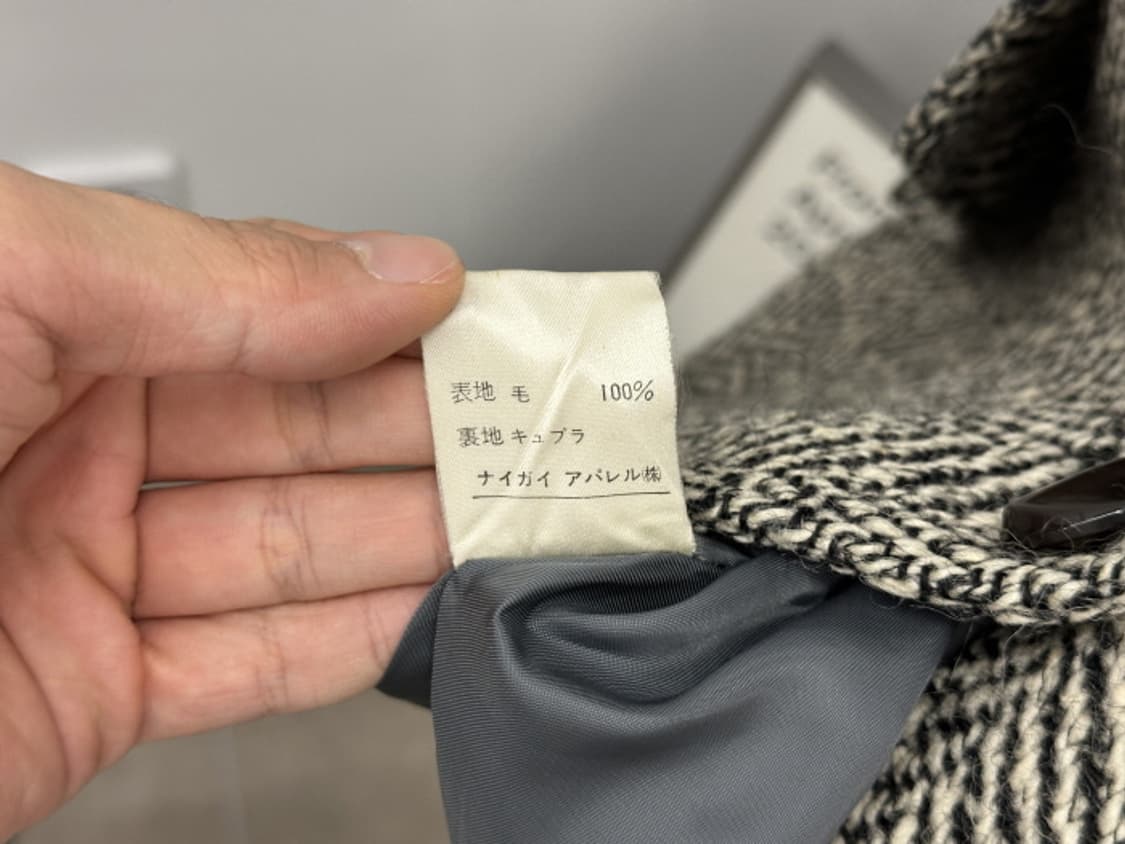 表地 毛 100%
裏地 キュプラ
ナイガイ アパレル㈱